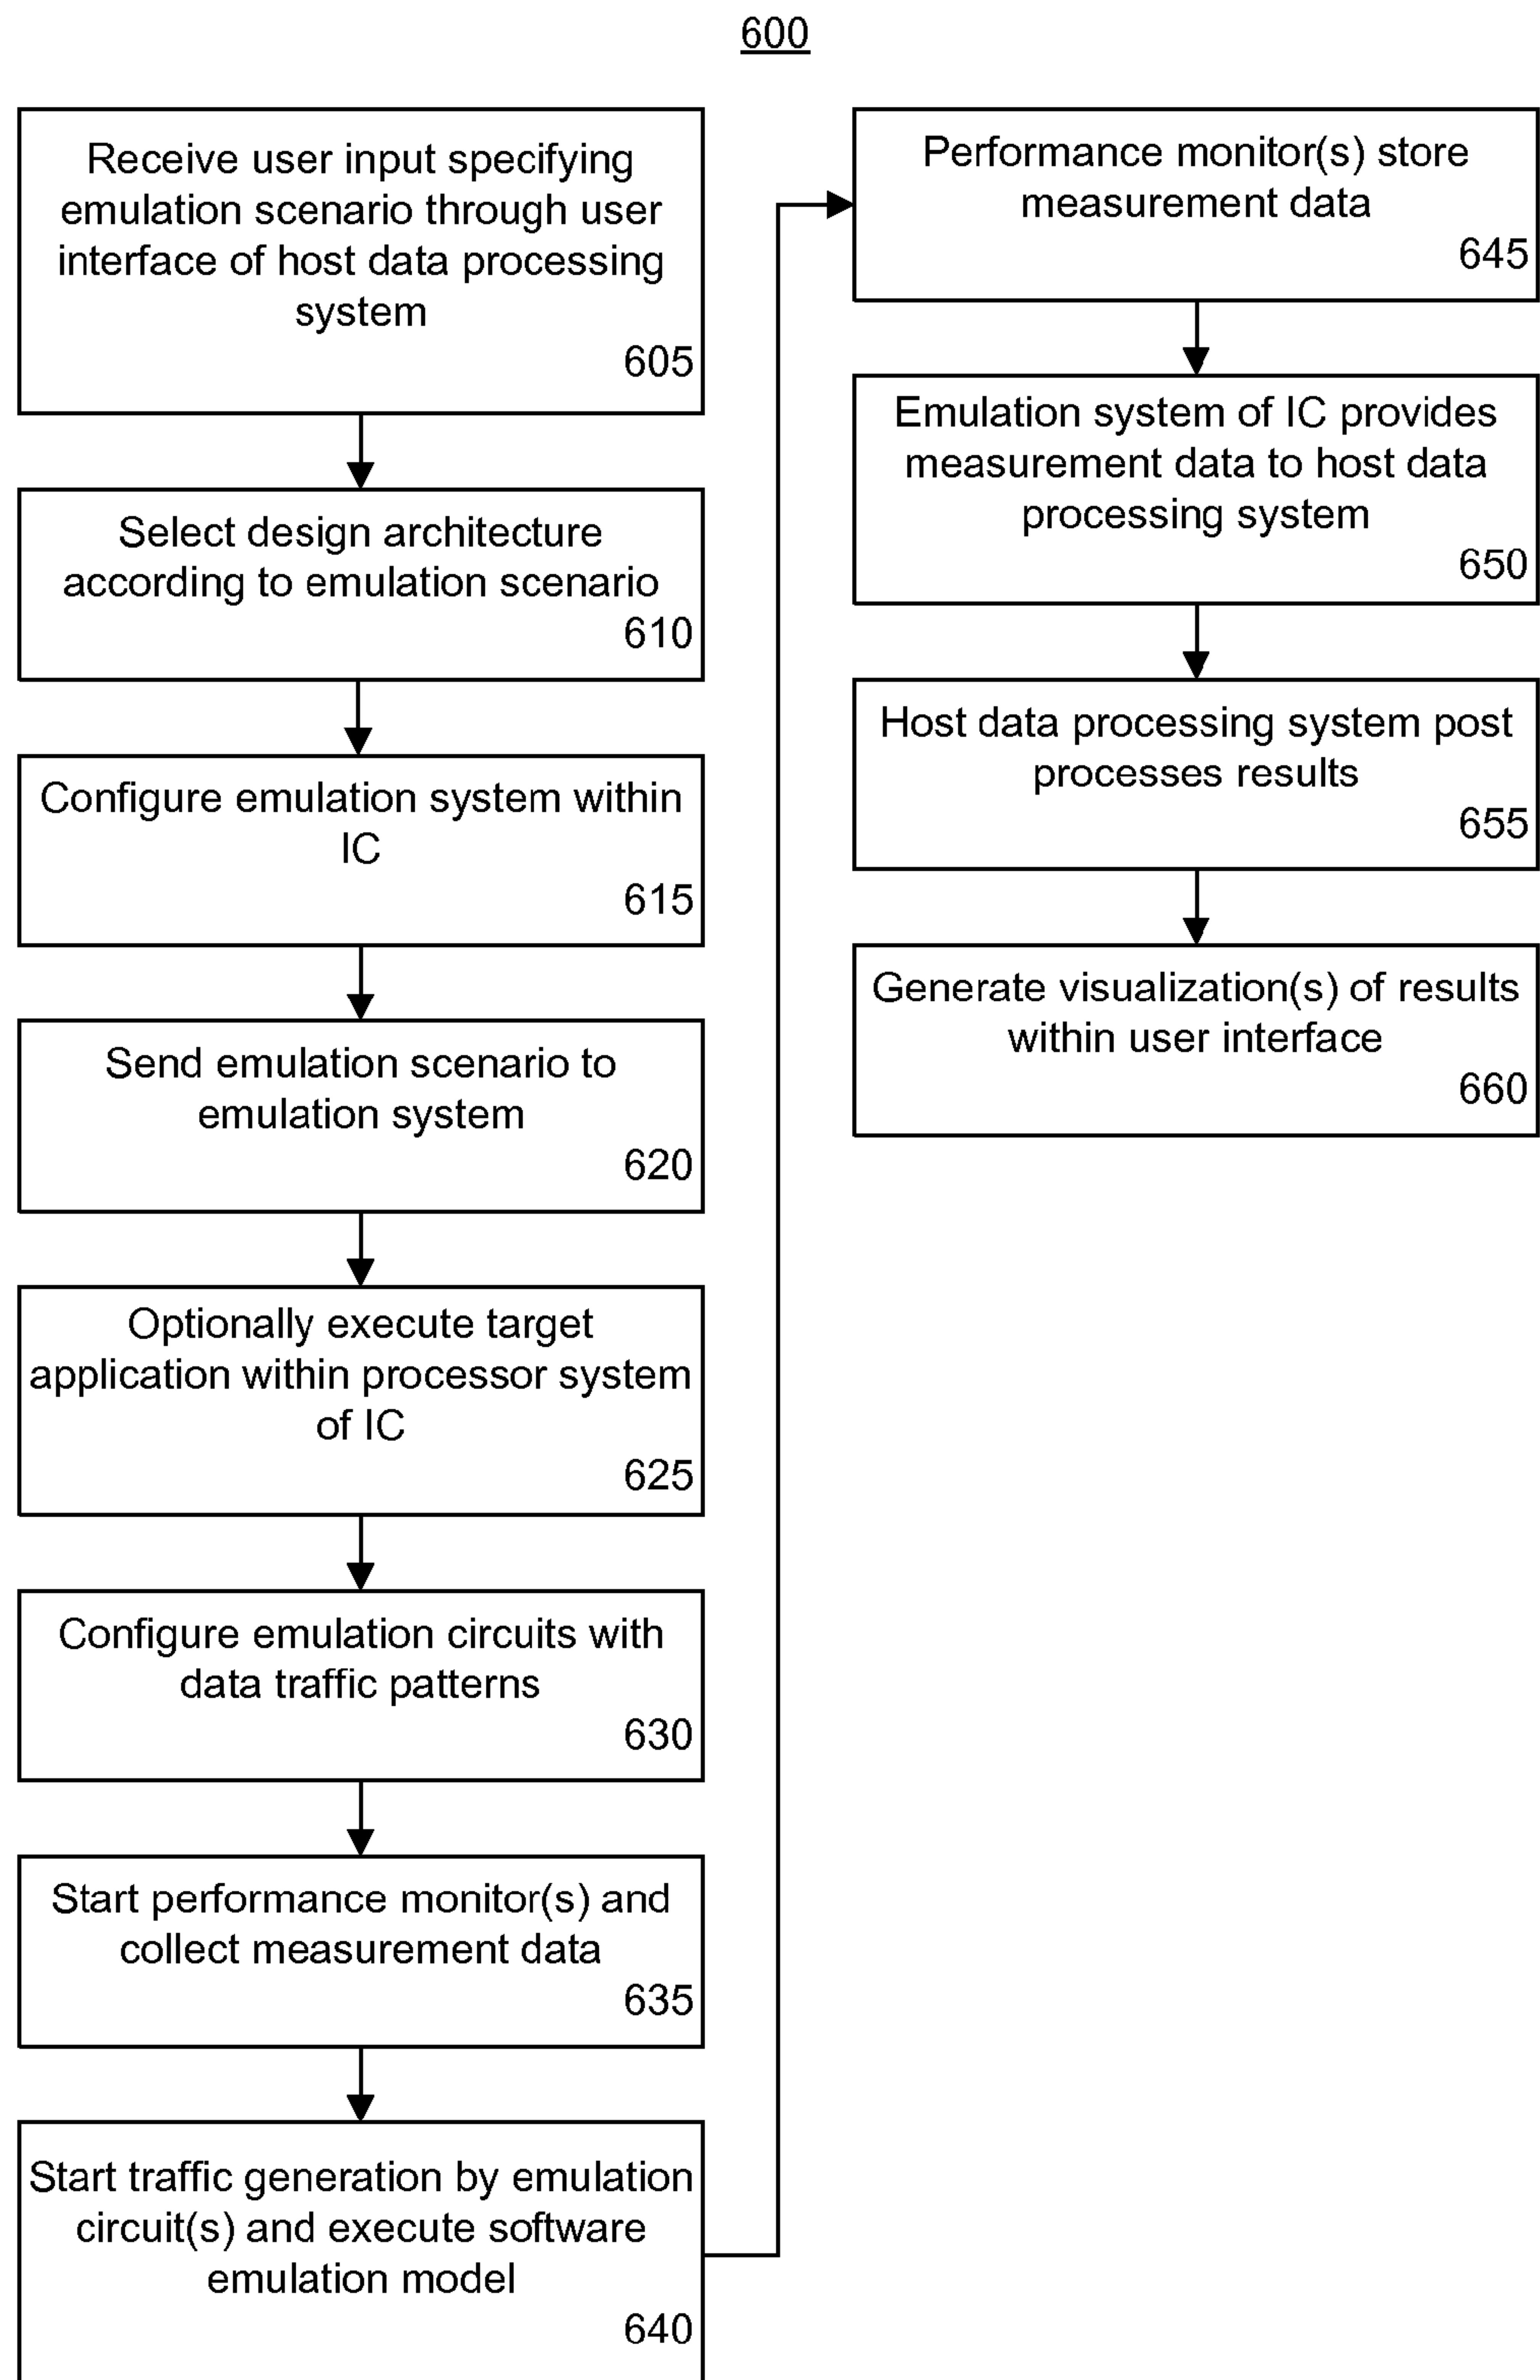 600
Receive user input specifying
emulation scenario through user
interface of host data processing
system
605
Select design architecture
according to emulation scenario
610
Configure emulation system within
IC
615
Send emulation scenario to
emulation system
620
Optionally execute target
application within processor system
of IC
625
Configure emulation circuits with
data traffic patterns
630
Start performance monitor(s) and
collect measurement data
635
Start traffic generation by emulation
circuit(s) and execute software
emulation model
640
Performance monitor(s) store
measurement data
645
Emulation system of IC provides
measurement data to host data
processing system
650
Host data processing system post
processes results
655
Generate visualization(s) of results
within user interface
660